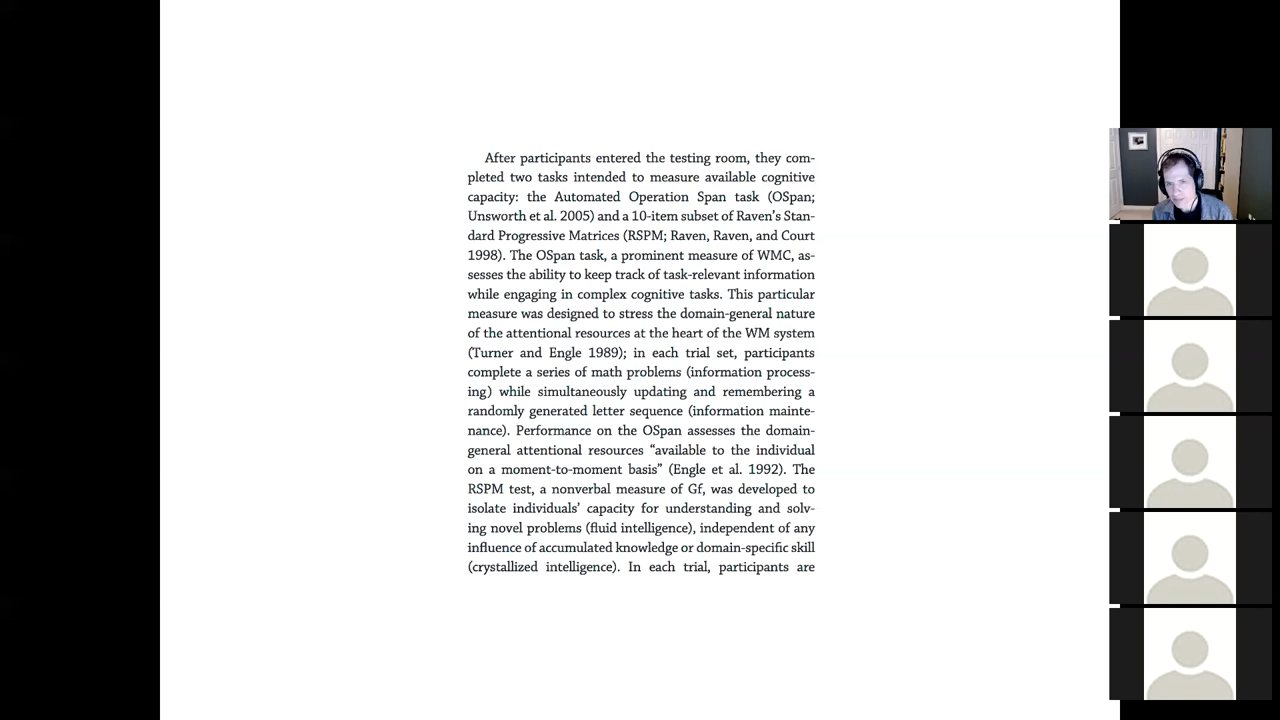 After participants entered the testing room, they com-
pleted two tasks intended to measure available cognitive
capacity: the Automated Operation Span task (OSpan;
Unsworth et al. 2005) and a 10-item subset of Raven’s Stan-
dard Progressive Matrices (RSPM; Raven, Raven, and Court
1998). The OSpan task, a prominent measure of WMC, as-
sesses the ability to keep track of task-relevant information
while engaging in complex cognitive tasks. This particular
measure was designed to stress the domain-general nature
of the attentional resources at the heart of the WM system
(Turner and Engle 1989); in each trial set, participants
complete a series of math problems (information process-
ing) while simultaneously updating and remembering a
randomly generated letter sequence (information mainte-
nance). Performance on the OSpan assesses the domain-
general attentional resources “available to the individual
on a moment-to-moment basis” (Engle et al. 1992). The
RSPM test, a nonverbal measure of Gf, was developed to
isolate individuals’ capacity for understanding and solv-
ing novel problems (fluid intelligence), independent of any
influence of accumulated knowledge or domain-specific skill
(crystallized intelligence). In each trial, participants are